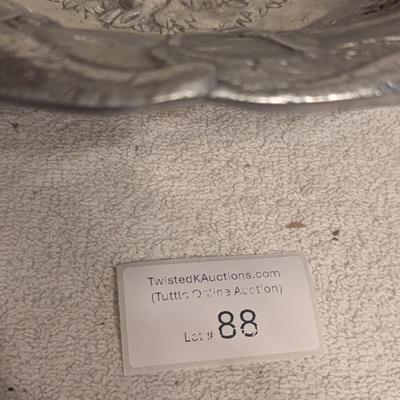 TwistedKAuctions.com
(Tuttle Online Auction)
Lot # 88